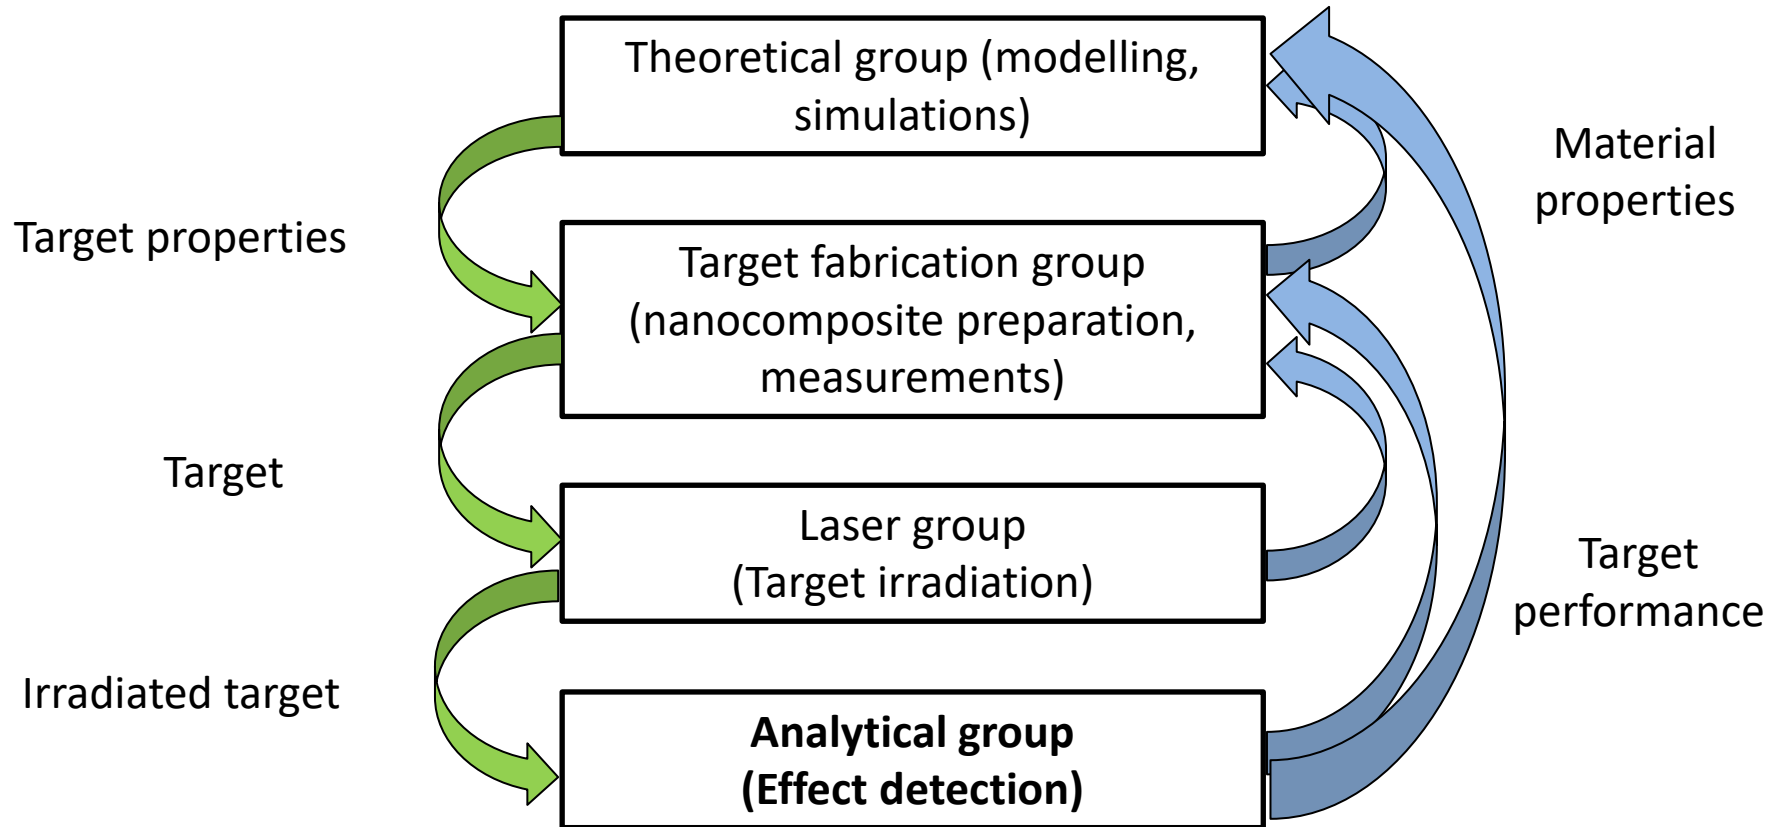 Theoretical group (modelling,
simulations)
Material
properties
Target properties
Target fabrication group
(nanocomposite preparation,
measurements)
Target
Laser group
(Target irradiation)
Target
performance
Irradiated target
Analytical group
(Effect detection)